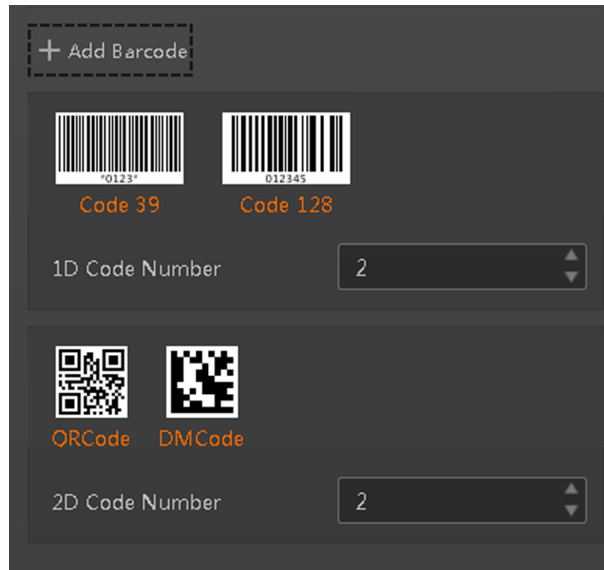 + Add Barcode
*0123*
012345
Code 39
Code 128
1D Code Number
2
QRCode
DMCode
2D Code Number
2